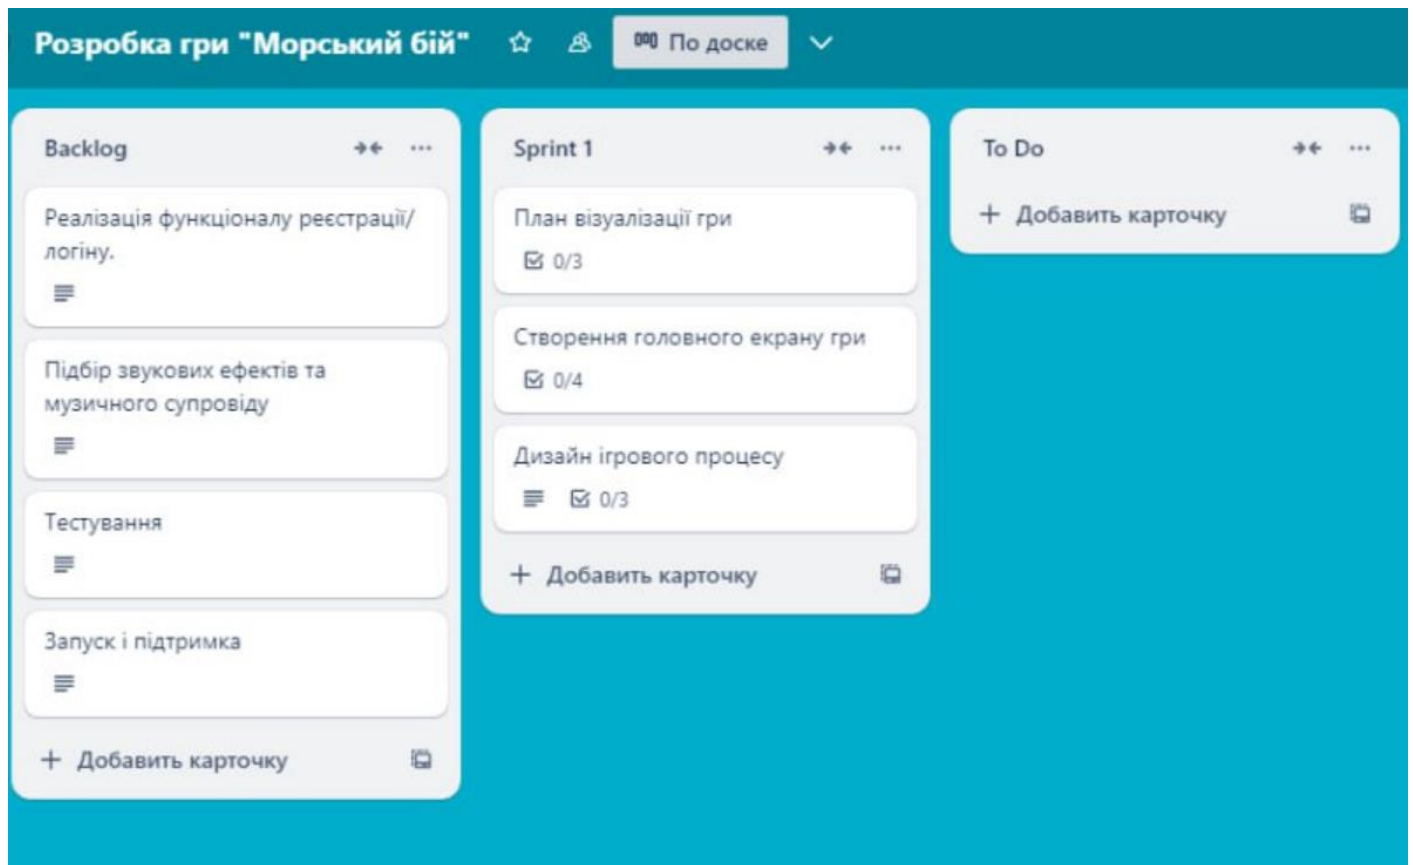 Розробка гри "Морський бій"
По доске
Backlog
Реалізація функціоналу реєстрації/
логіну.
Підбір звукових ефектів та
музичного супровіду
Тестування
Запуск і підтримка
+ Добавить карточку
Sprint 1
План візуалізації гри
0/3
Створення головного екрану гри
0/4
Дизайн ігрового процесу
0/3
+ Добавить карточку
To Do
+ Добавить карточку